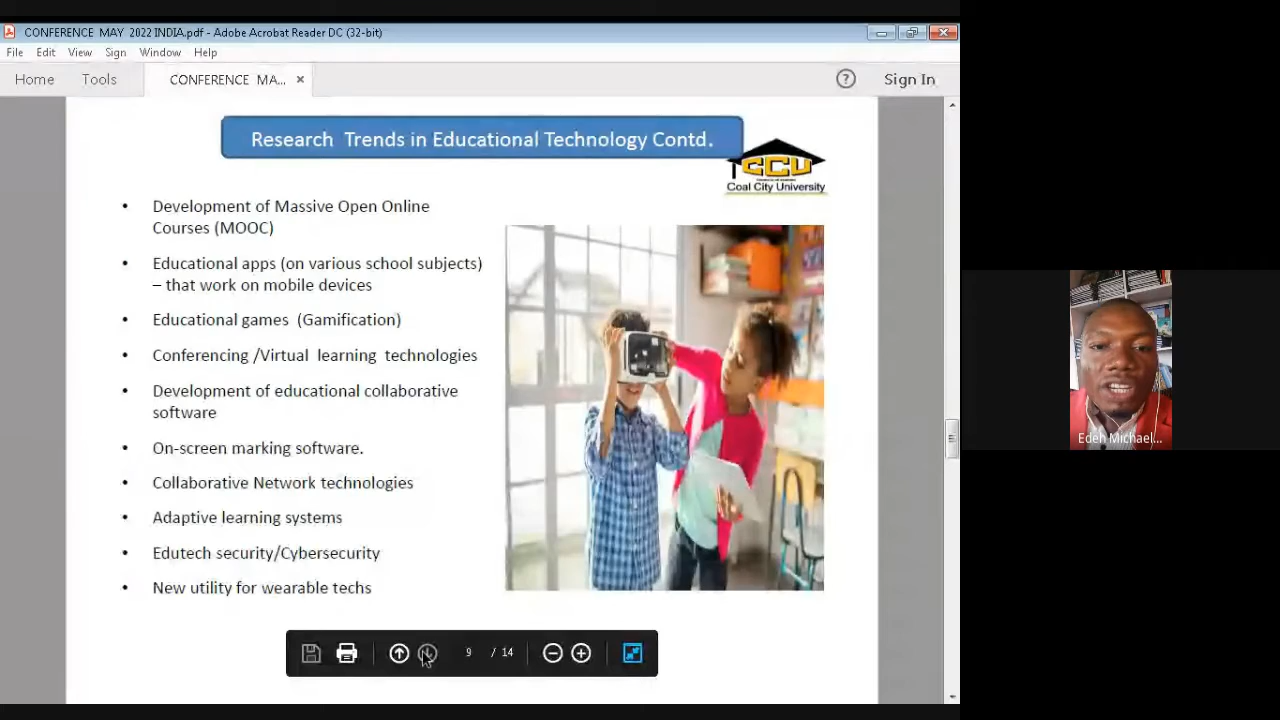 CONFERENCE MAY 2022 INDIA.pdf - Adobe Acrobat Reader DC (32-bit)
File Edit View Sign Window Help
Home Tools CONFERENCE MA... × ? Sign In
Research Trends in Educational Technology Contd.
CCU
Coal City University
• Development of Massive Open Online
Courses (MOOC)
• Educational apps (on various school subjects)
– that work on mobile devices
• Educational games (Gamification)
• Conferencing /Virtual learning technologies
• Development of educational collaborative
software
• On-screen marking software.
• Collaborative Network technologies
• Adaptive learning systems
• Edutech security/Cybersecurity
• New utility for wearable techs
9 / 14
Edeh Michael...